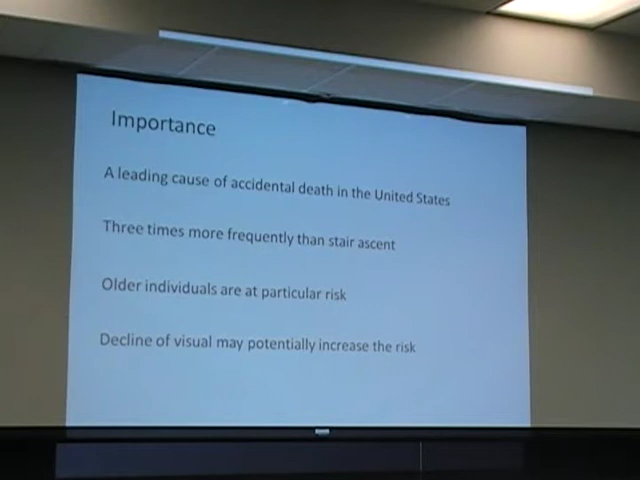 Importance
A leading cause of accidental death in the United States
Three times more frequently than stair ascent
Older individuals are at particular risk
Decline of visual may potentially increase the risk